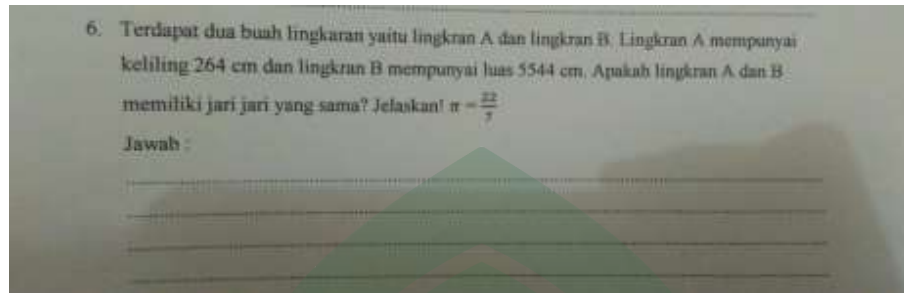 6. Terdapat dua buah lingkaran yaitu lingkran A dan lingkran B. Lingkran A mempunyai
keliling 264 cm dan lingkran B mempunyai luas 5544 cm. Apakah lingkran A dan B
memiliki jari jari yang sama? Jelaskan! π = 22/7
Jawab :